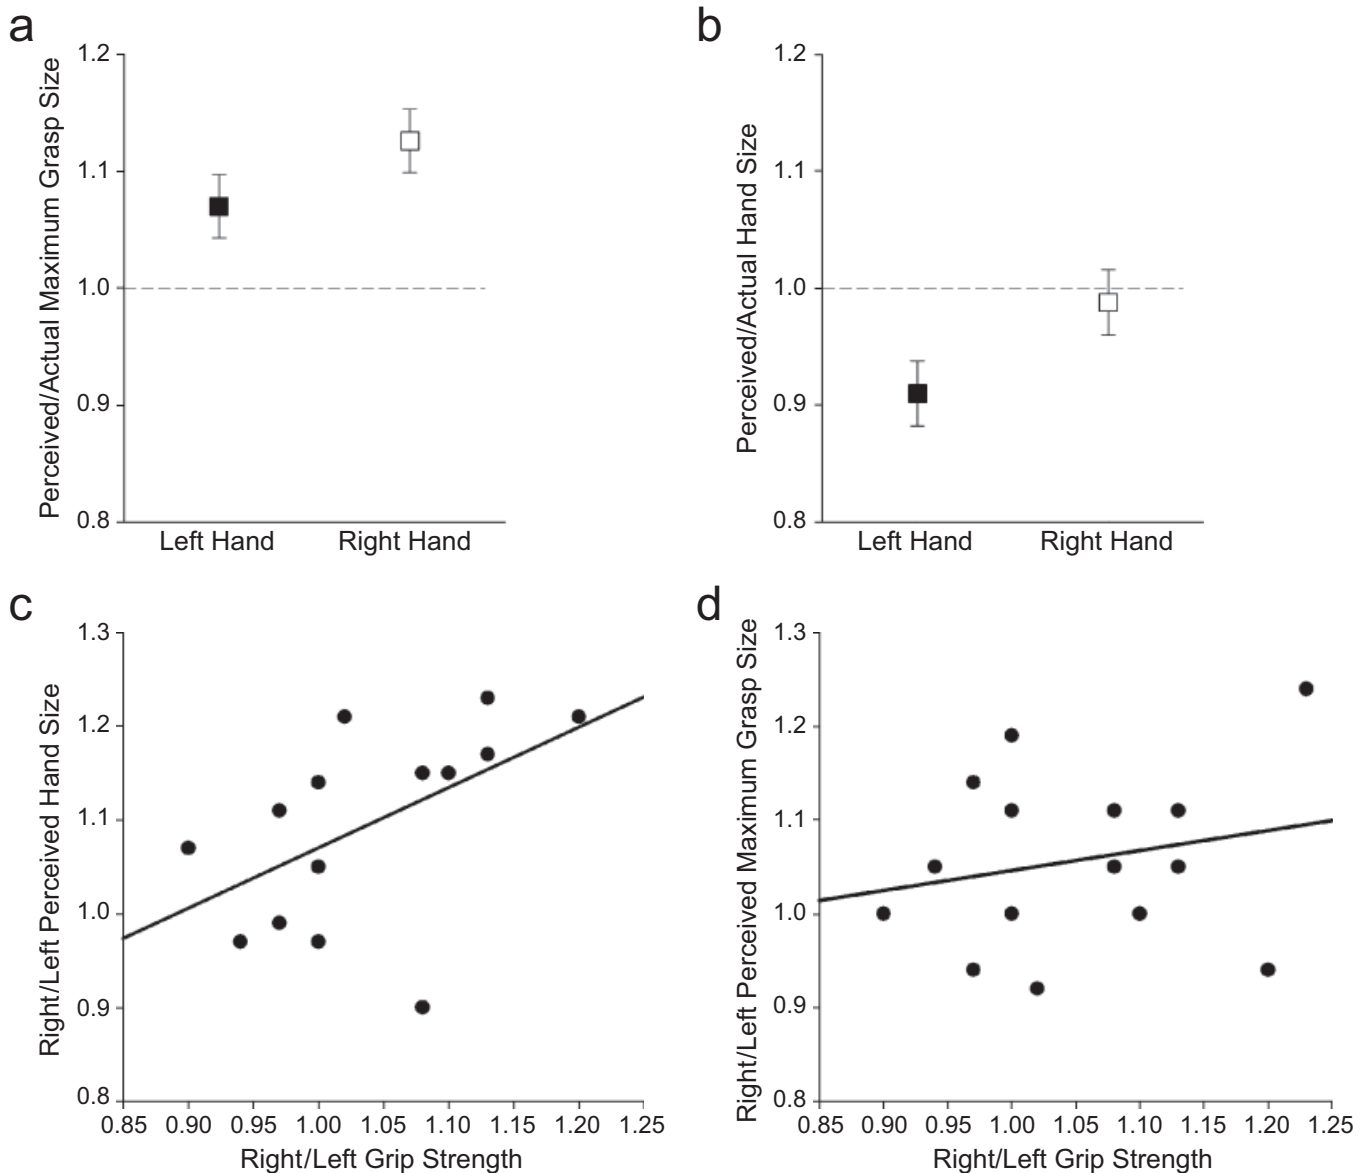 a
Perceived/Actual Maximum Grasp Size
1.2
1.1
1.0
0.9
0.8
Left Hand
Right Hand
b
Perceived/Actual Hand Size
1.2
1.1
1.0
0.9
0.8
Left Hand
Right Hand
c
Right/Left Perceived Hand Size
1.3
1.2
1.1
1.0
0.9
0.8
0.85 0.90 0.95 1.00 1.05 1.10 1.15 1.20 1.25
Right/Left Grip Strength
d
Right/Left Perceived Maximum Grasp Size
1.3
1.2
1.1
1.0
0.9
0.8
0.85 0.90 0.95 1.00 1.05 1.10 1.15 1.20 1.25
Right/Left Grip Strength